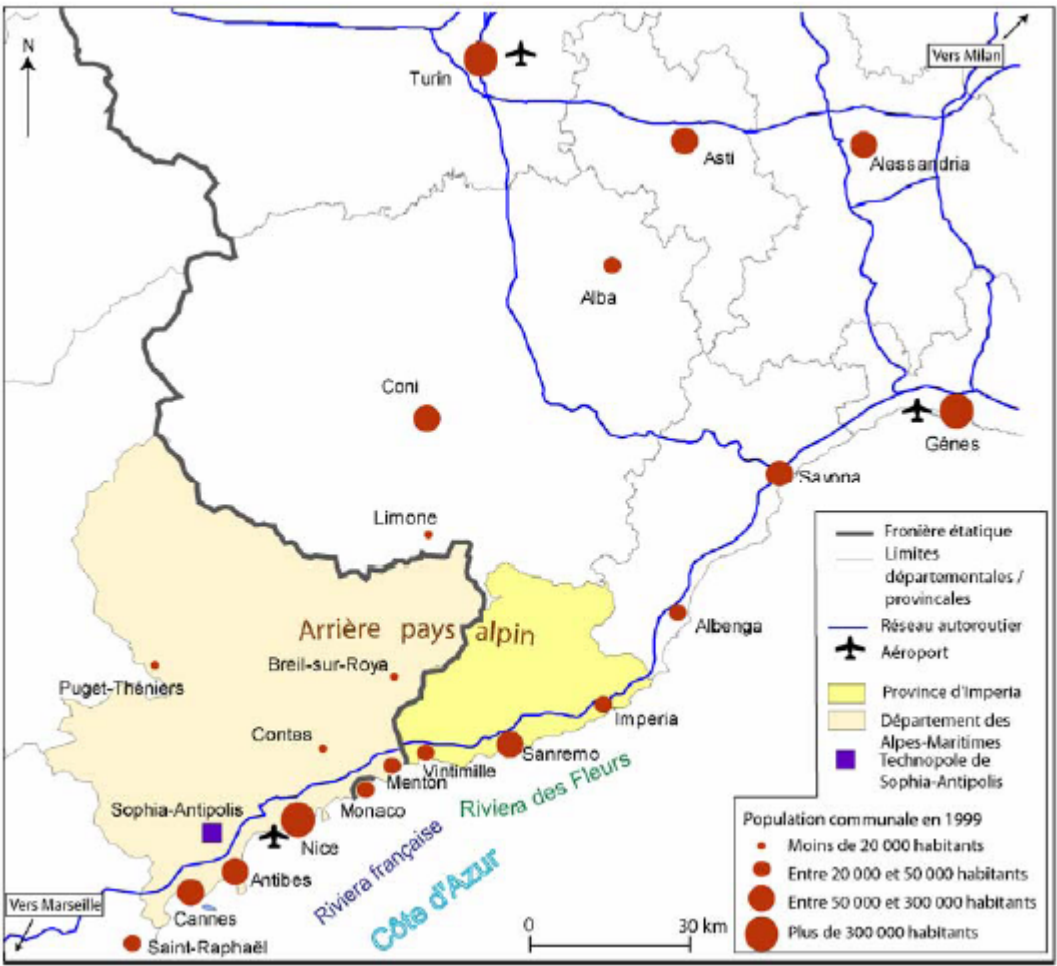 N
Vers Milan
Turin
Asti
Alessandria
Alba
Coni
Gênes
Savona
Limone
Arrière pays alpin
Albenga
Breil-sur-Roya
Puget-Théniers
Imperia
Contes
Sanremo
Vintimille
Menton
Monaco
Riviera des Fleurs
Sophia-Antipolis
Nice
Riviera française
Antibes
Côte d'Azur
Cannes
Vers Marseille
Saint-Raphaël
0 30 km
Fronière étatique
Limites
départementales /
provincales
Réseau autoroutier
Aéroport
Province d'Imperia
Département des
Alpes-Maritimes
Technopole de
Sophia-Antipolis
Population communale en 1999
Moins de 20 000 habitants
Entre 20 000 et 50 000 habitants
Entre 50 000 et 300 000 habitants
Plus de 300 000 habitants